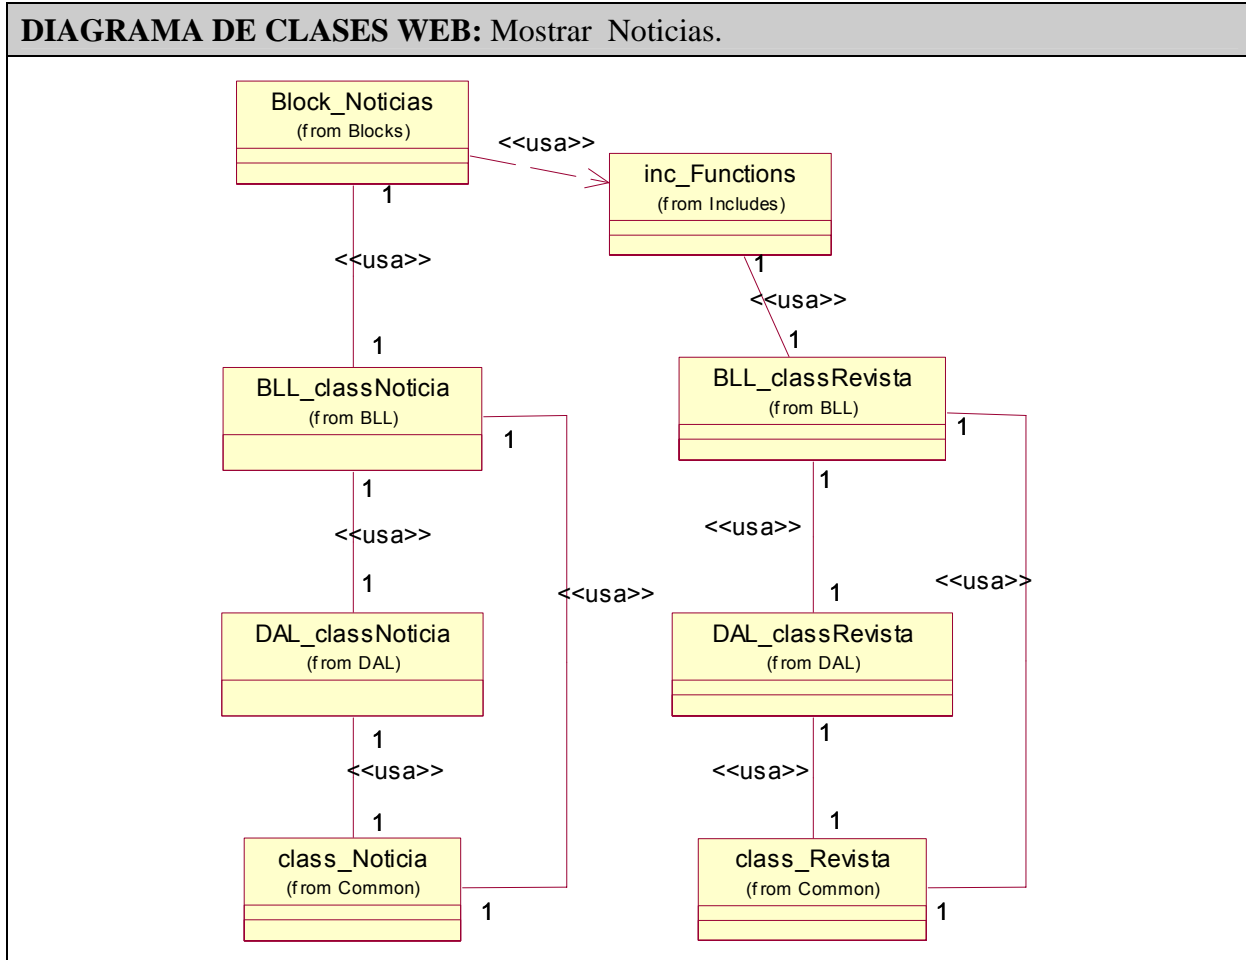 DIAGRAMA DE CLASES WEB: Mostrar Noticias.
Block_Noticias
(from Blocks)
<<usa>>
inc_Functions
(from Includes)
1
1
<<usa>>
<<usa>>
1
1
BLL_classNoticia
(from BLL)
BLL_classRevista
(from BLL)
1
1
1
1
<<usa>>
<<usa>>
<<usa>>
<<usa>>
1
1
DAL_classNoticia
(from DAL)
DAL_classRevista
(from DAL)
1
1
<<usa>>
<<usa>>
1
1
class_Noticia
(from Common)
class_Revista
(from Common)
1
1